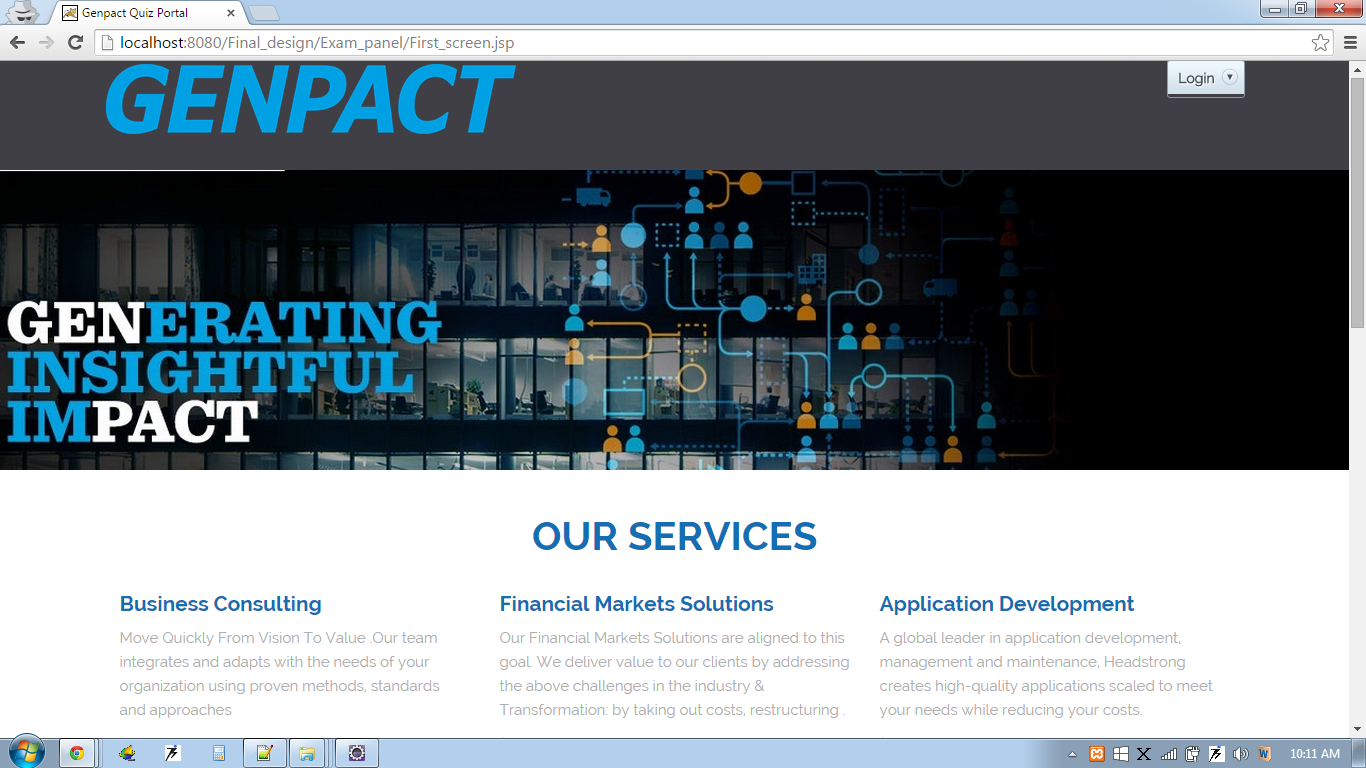 Genpact Quiz Portal
localhost:8080/Final_design/Exam_panel/First_screen.jsp
GENPACT
Login
GENERATING
INSIGHTFUL
IMPACT
OUR SERVICES
Business Consulting
Move Quickly From Vision To Value .Our team
integrates and adapts with the needs of your
organization using proven methods, standards
and approaches
Financial Markets Solutions
Our Financial Markets Solutions are aligned to this
goal. We deliver value to our clients by addressing
the above challenges in the industry &
Transformation: by taking out costs, restructuring .
Application Development
A global leader in application development,
management and maintenance, Headstrong
creates high-quality applications scaled to meet
your needs while reducing your costs.
10:11 AM